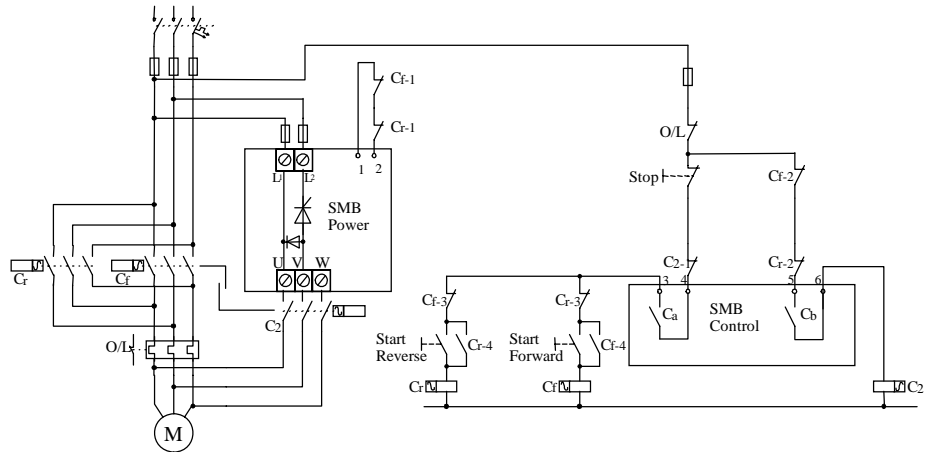 Cf-1
Cr-1
1 2
L1 L2
SMB
Power
U V W
Cr
Cf
C2
O/L
M
O/L
Stop
Cf-2
C2-1
Cr-2
3 4 5 6
SMB
Control
Ca
Cb
Cf-3
Cr-3
Start
Reverse
Cr-4
Start
Forward
Cf-4
Cr
Cf
C2